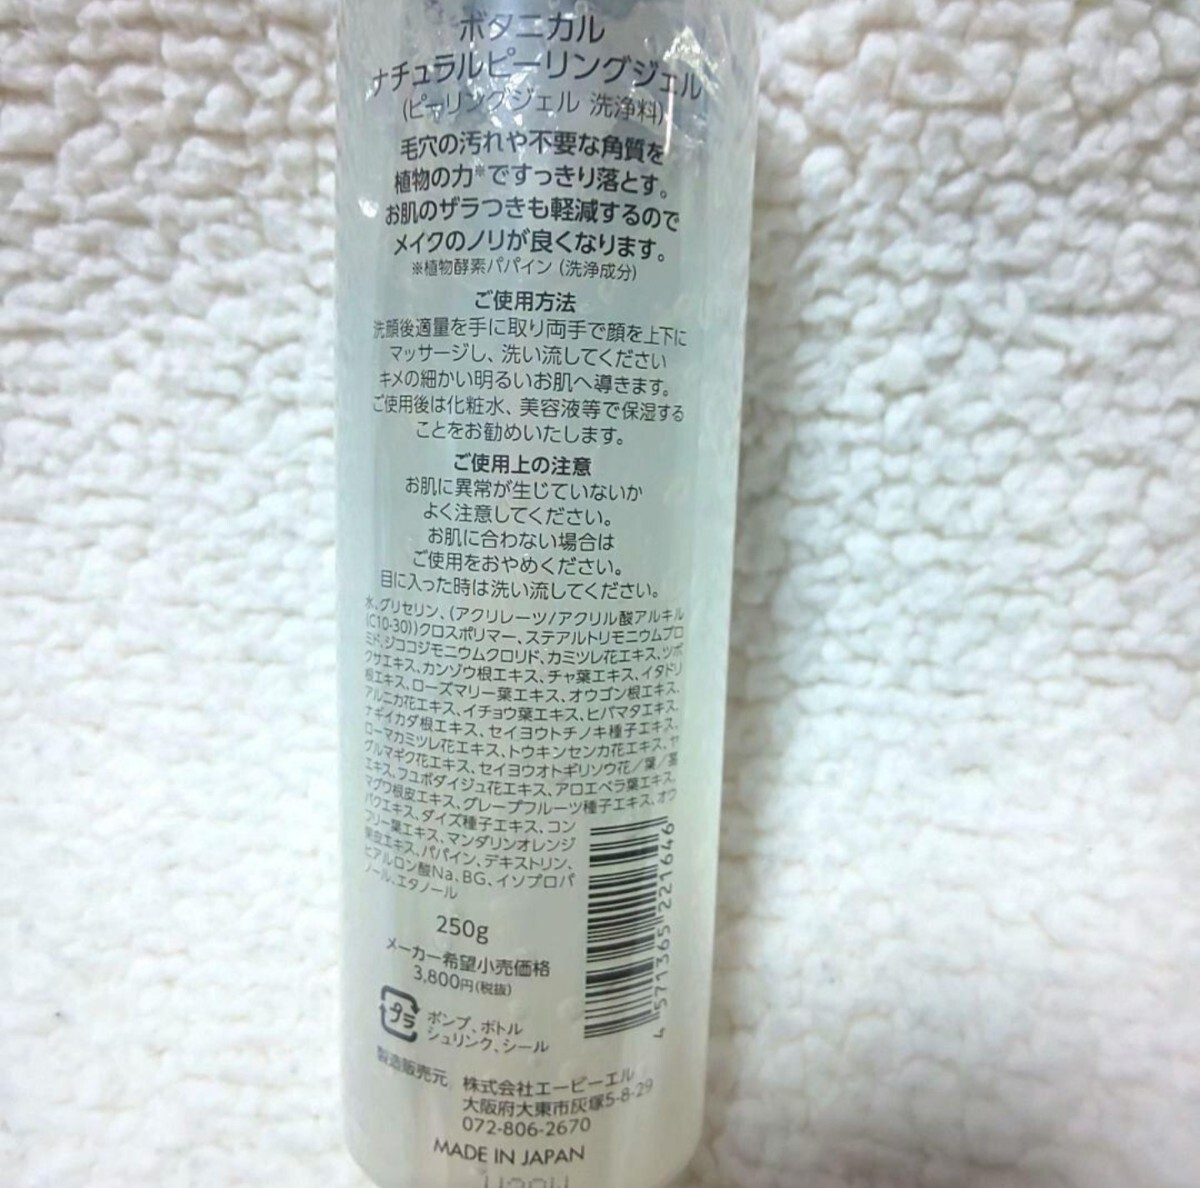 ボタニカル
ナチュラルピーリングジェル
(ピーリングジェル 洗浄料)
毛穴の汚れや不要な角質を
植物の力※ですっきり落とす。
お肌のザラつきも軽減するので
メイクのノリが良くなります。
※植物酵素パパイン (洗浄成分)
ご使用方法
洗顔後適量を手に取り両手で顔を上下に
マッサージし、洗い流してください
キメの細かい明るいお肌へ導きます。
ご使用後は化粧水、美容液等で保湿する
ことをお勧めいたします。
ご使用上の注意
お肌に異常が生じていないか
よく注意してください。
お肌に合わない場合は
ご使用をおやめください。
目に入った時は洗い流してください。
水、グリセリン、(アクリレーツ/アクリル酸アルキル
(C10-30))クロスポリマー、ステアルトリモニウムブロ
ミド、ジココジモニウムクロリド、カミツレ花エキス、ツボ
クサエキス、カンゾウ根エキス、チャ葉エキス、イタドリ
根エキス、ローズマリー葉エキス、オウゴン根エキス、
アルニカ花エキス、イチョウ葉エキス、ヒバマタエキス、
ナギイカダ根エキス、セイヨウトチノキ種子エキス、
ローマカミツレ花エキス、トウキンセンカ花エキス、ヤ
グルマギク花エキス、セイヨウオトギリソウ花/葉/茎
エキス、フユボダイジュ花エキス、アロエベラ葉エキス、
マグワ根皮エキス、グレープフルーツ種子エキス、オウ
バクエキス、ダイズ種子エキス、コン
フリー葉エキス、マンダリンオレンジ
果皮エキス、パパイン、デキストリン、
ヒアルロン酸Na、BG、イソプロパ
ノール、エタノール
4 571365 221646
250g
メーカー希望小売価格
3,800円(税抜)
プラ
ポンプ、ボトル
シュリンク、シール
製造販売元 株式会社エービーエル
大阪府大東市灰塚5-8-29
072-806-2670
MADE IN JAPAN